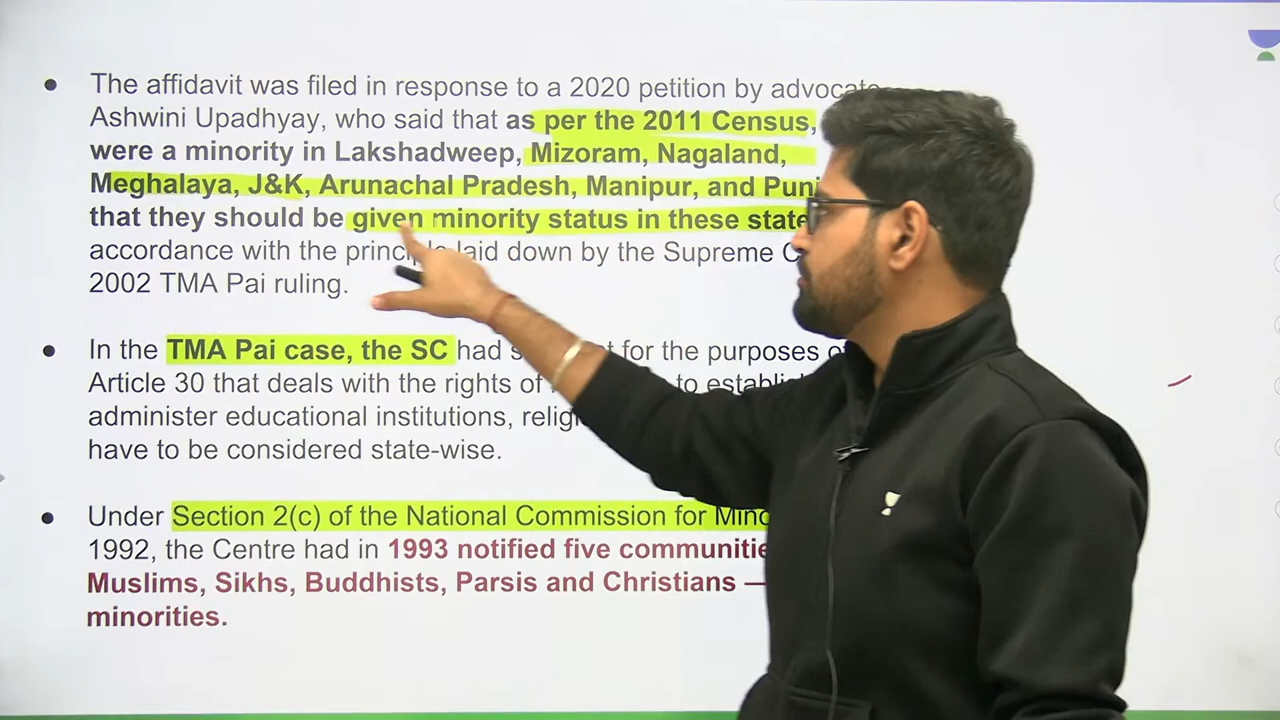 The affidavit was filed in response to a 2020 petition by advocate
Ashwini Upadhyay, who said that as per the 2011 Census,
were a minority in Lakshadweep, Mizoram, Nagaland,
Meghalaya, J&K, Arunachal Pradesh, Manipur, and
that they should be given minority status in these
accordance with the laid down by the Supreme
2002 TMA Pai ruling.
In the TMA Pai case, the SC had for the purposes
Article 30 that deals with the rights of to
administer educational institutions,
have to be considered state-wise.
Under Section 2(c) of the National Commission for
1992, the Centre had in 1993 notified five
Muslims, Sikhs, Buddhists, Parsis and Christians —
minorities.